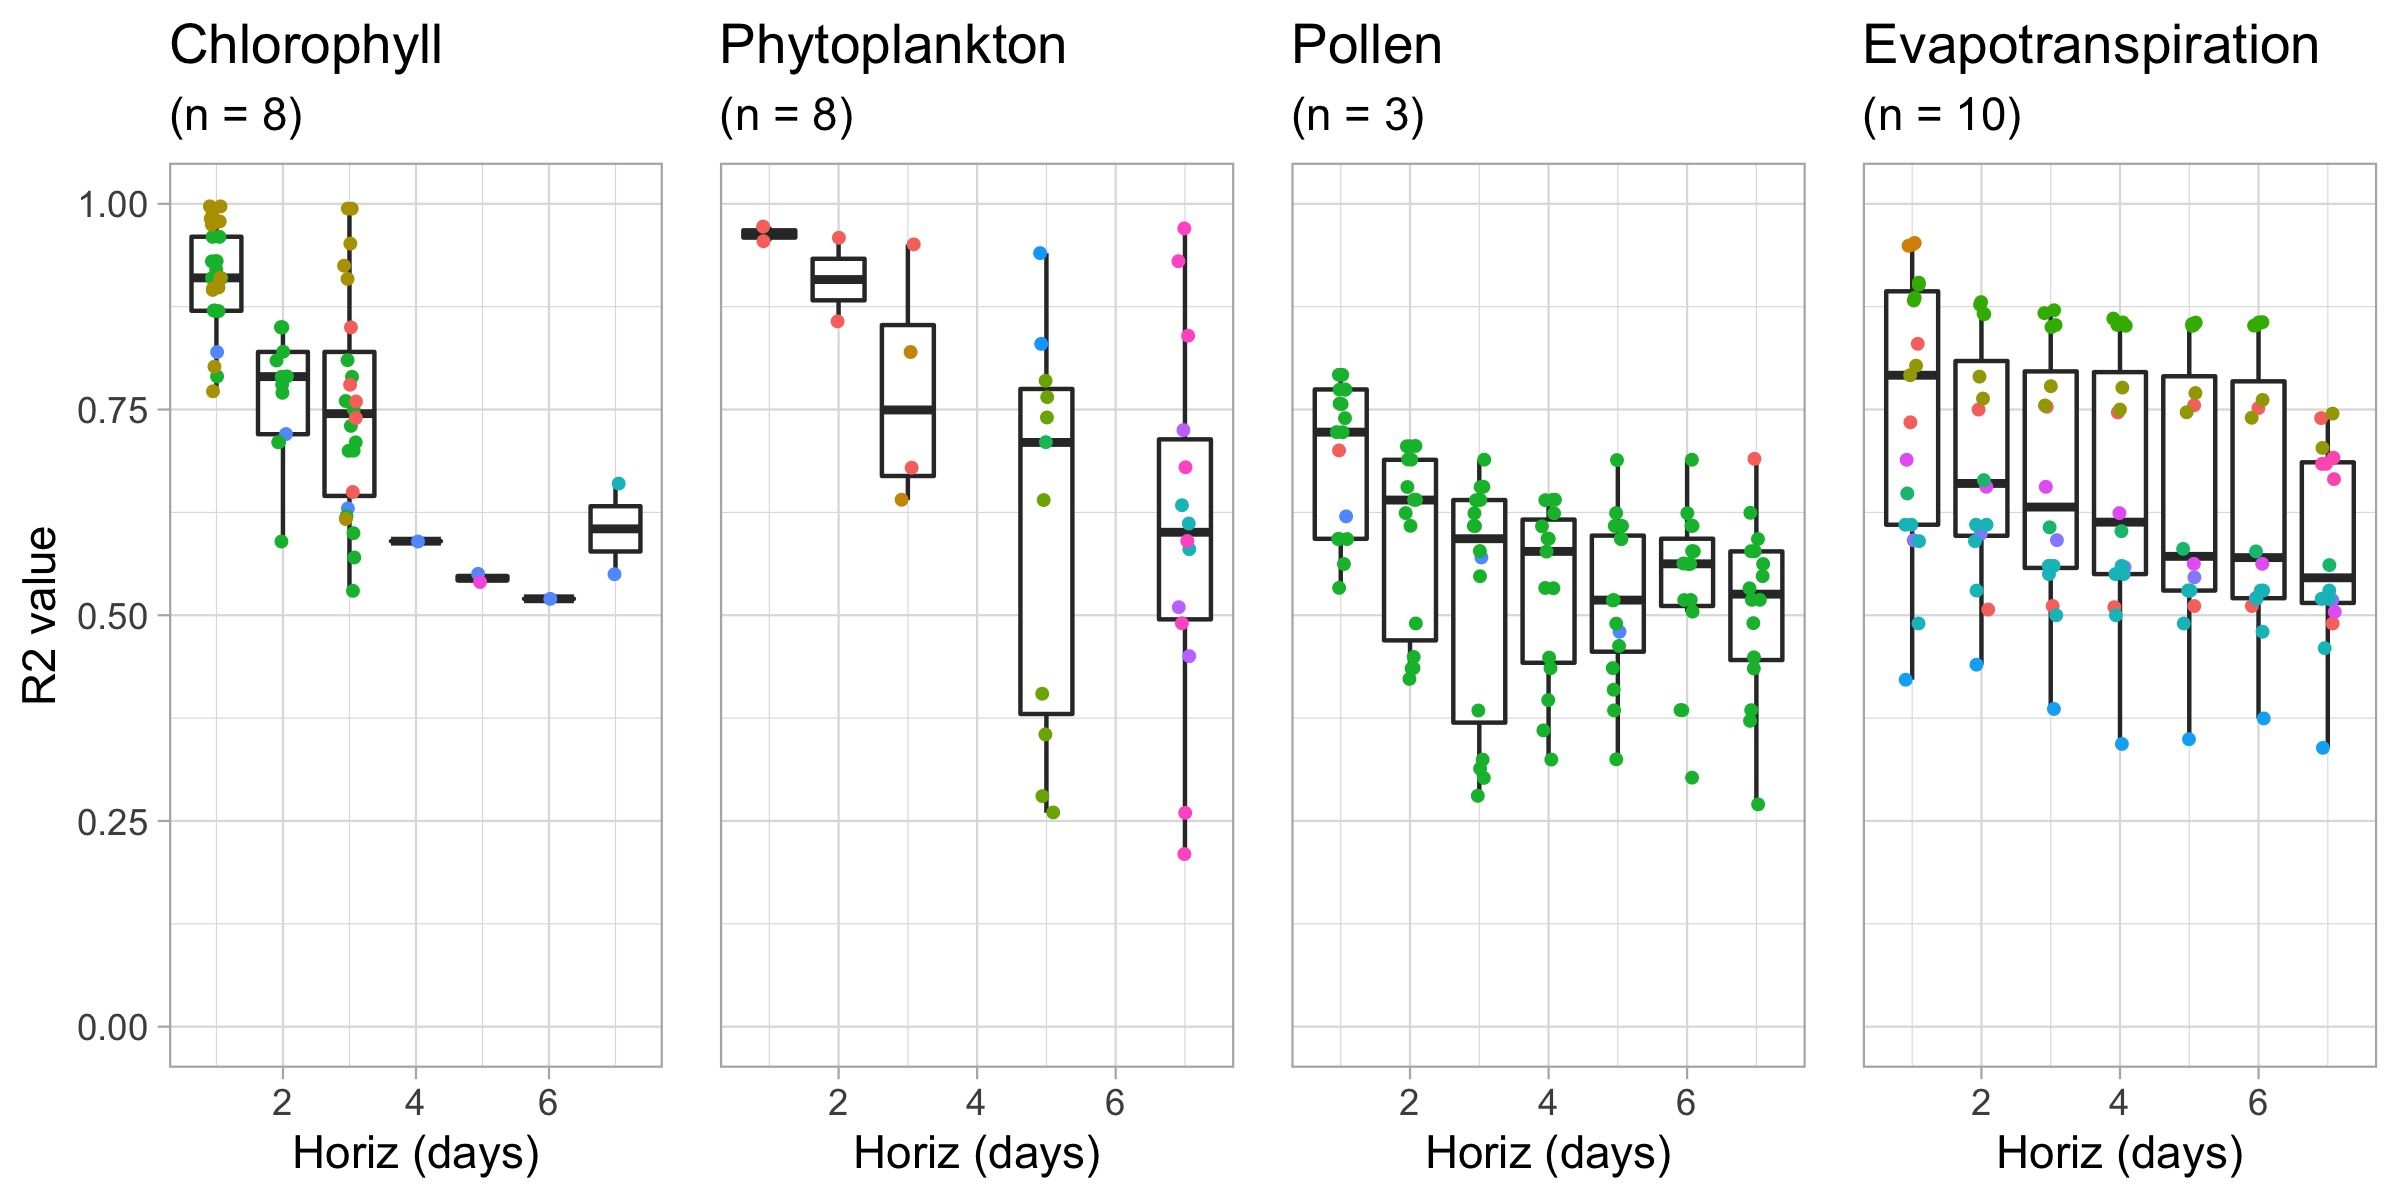 Chlorophyll
(n = 8)
Phytoplankton
(n = 8)
Pollen
(n = 3)
Evapotranspiration
(n = 10)
R2 value
1.00
0.75
0.50
0.25
0.00
2 4 6
2 4 6
2 4 6
2 4 6
Horiz (days)
Horiz (days)
Horiz (days)
Horiz (days)